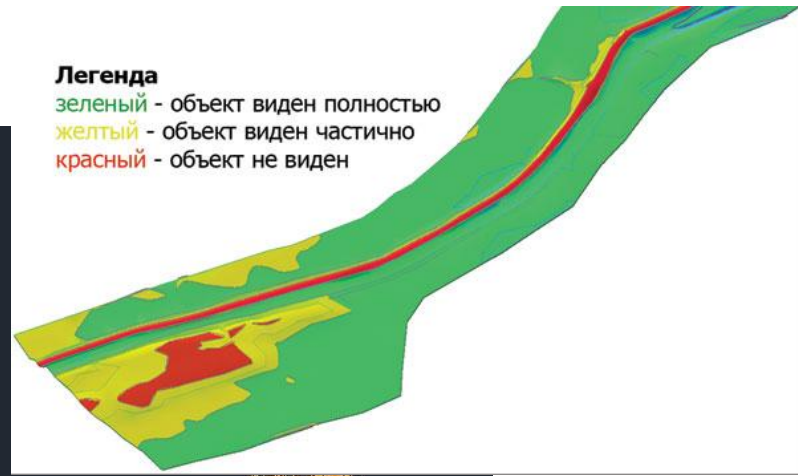 Легенда
зеленый - объект виден полностью
желтый - объект виден частично
красный - объект не виден